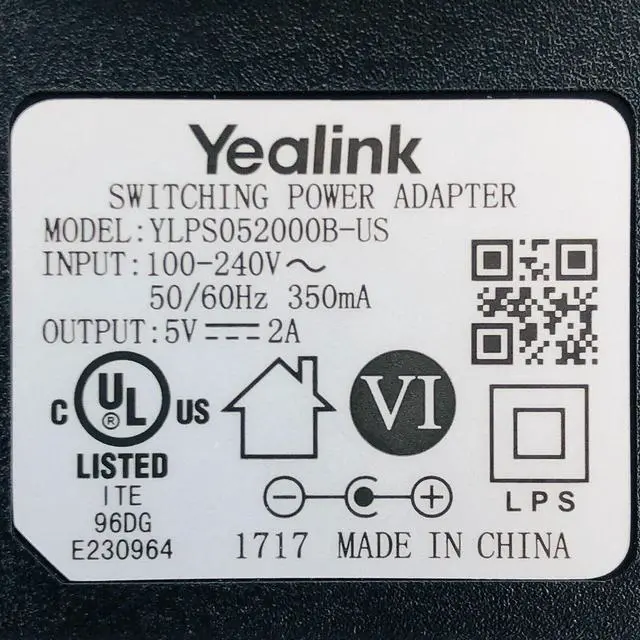 Yealink
SWITCHING POWER ADAPTER
MODEL:YLPS052000B-US
INPUT:100-240V～
50/60Hz 350mA
OUTPUT:5V⎓2A
C UL® US
LISTED
ITE
96DG
E230964
VI
LPS
1717 MADE IN CHINA